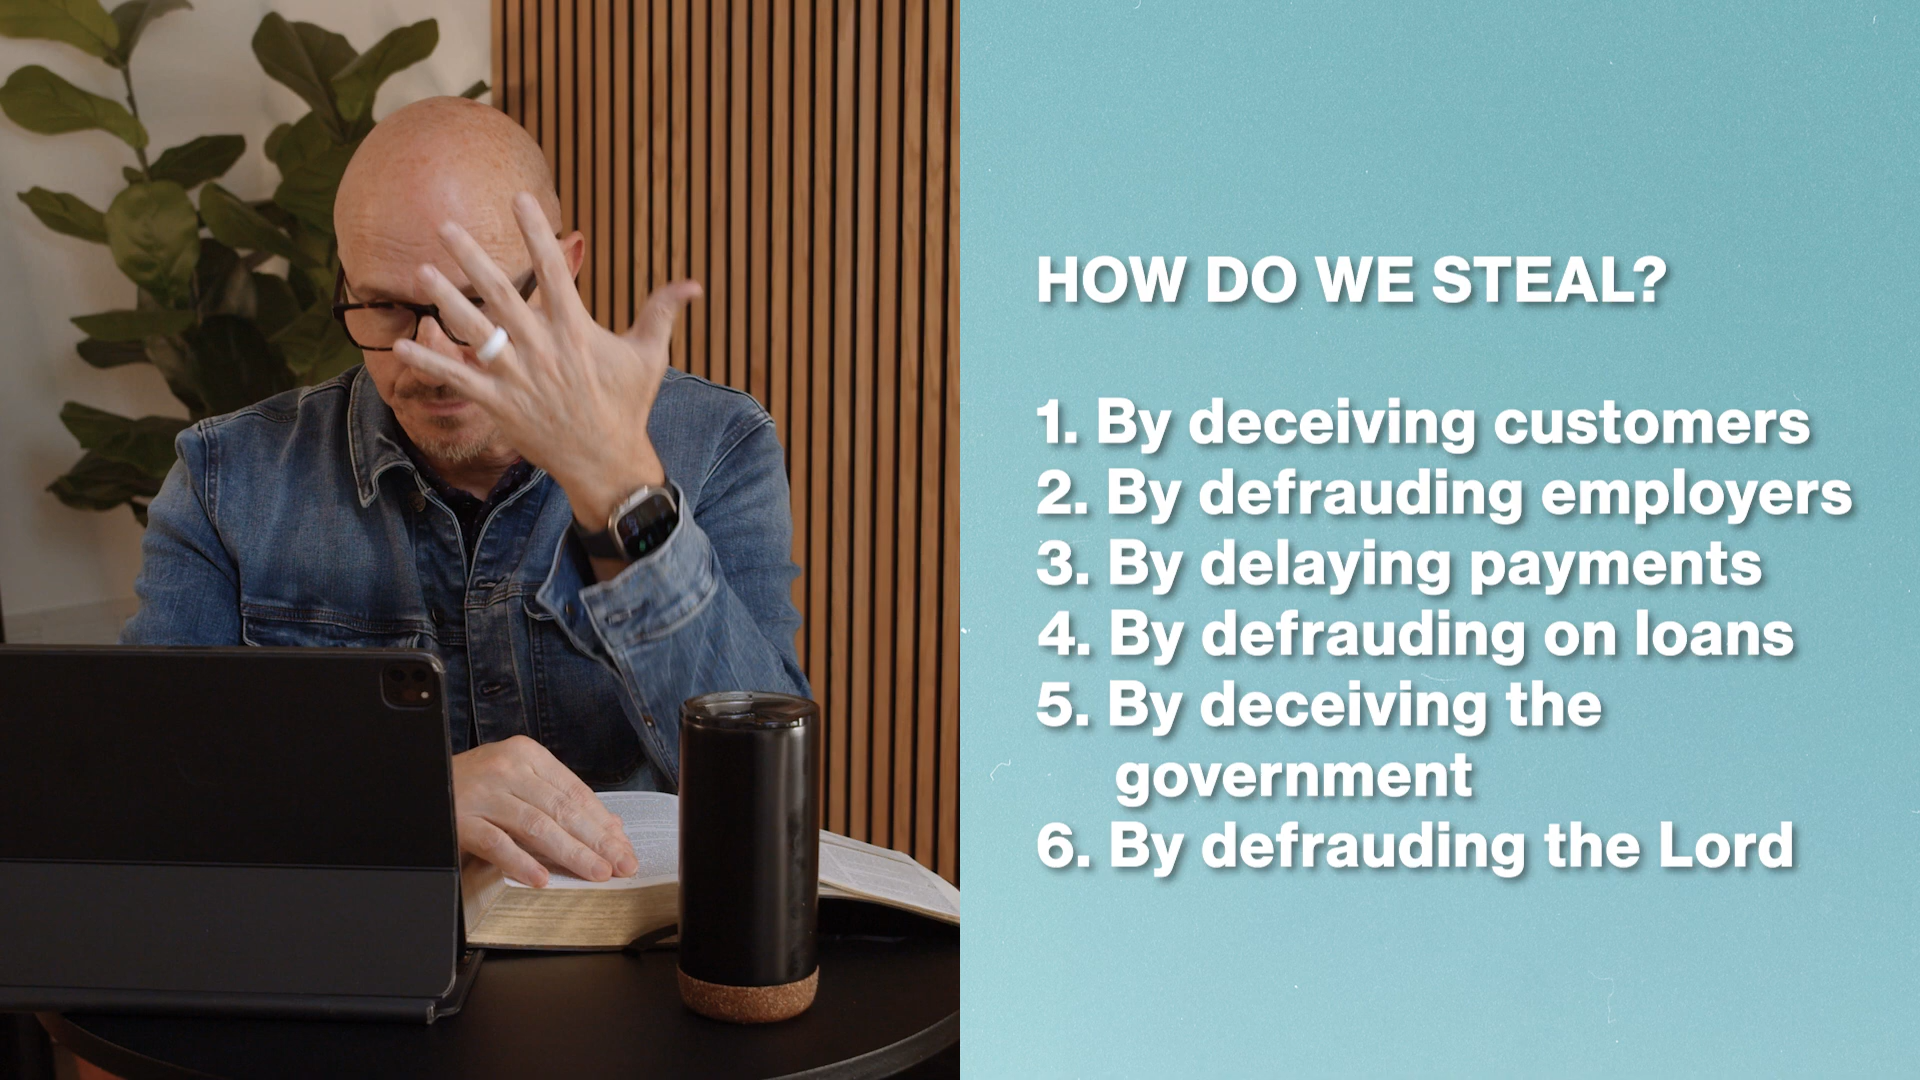 HOW DO WE STEAL?
1. By deceiving customers
2. By defrauding employers
3. By delaying payments
4. By defrauding on loans
5. By deceiving the
government
6. By defrauding the Lord